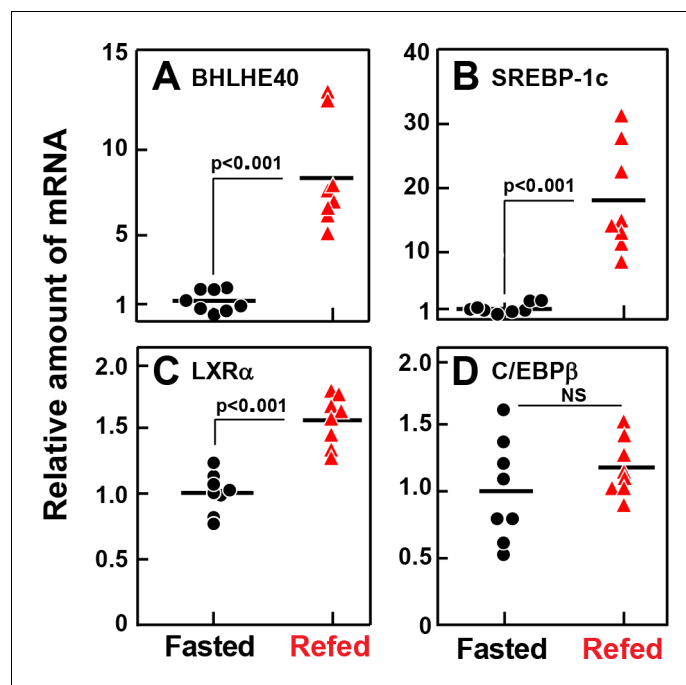 Relative amount of mRNA
A BHLHE40
15
10
5
1
p<0.001
B SREBP-1c
40
30
20
10
1
p<0.001
C LXRα
2.0
1.5
1.0
0.5
0
p<0.001
Fasted Refed
D C/EBPβ
2.0
1.5
1.0
0.5
0
NS
Fasted Refed